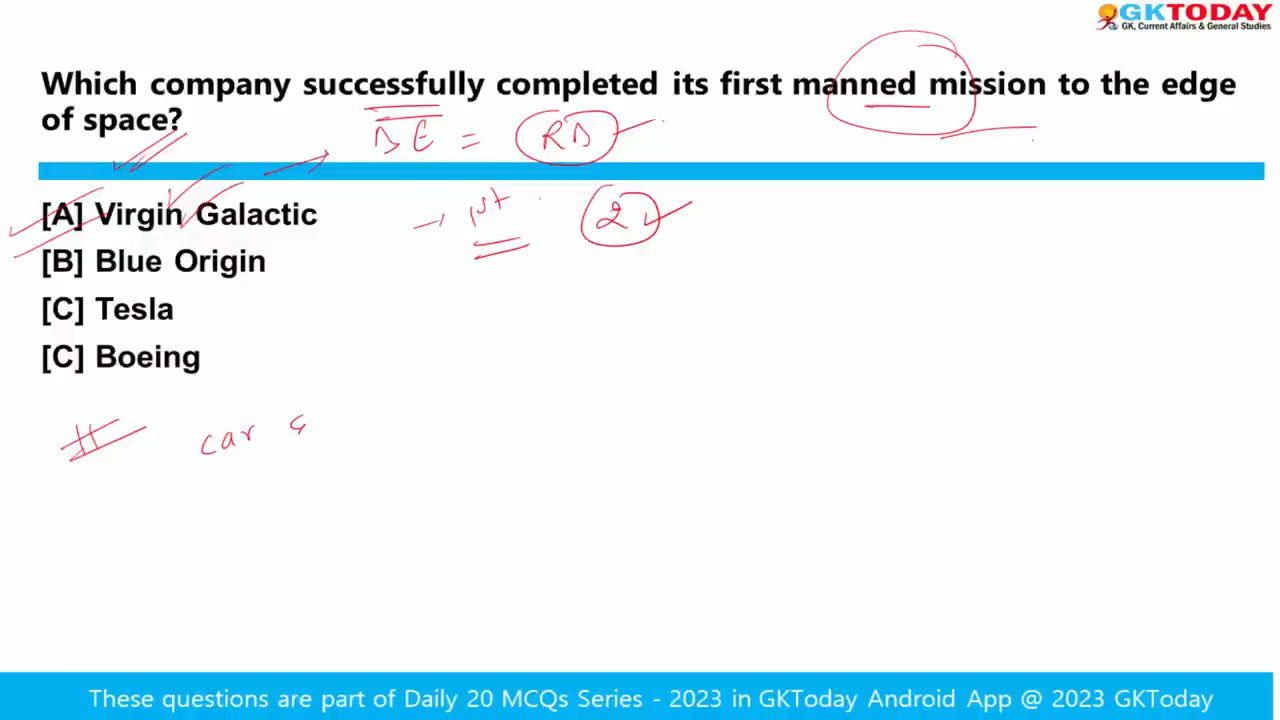 GKTODAY
GK, Current Affairs & General Studies
Which company successfully completed its first manned mission to the edge
of space?
= RD
[A] Virgin Galactic
1st 2
[B] Blue Origin
[C] Tesla
[C] Boeing
car
These questions are part of Daily 20 MCQs Series - 2023 in GKToday Android App @ 2023 GKToday